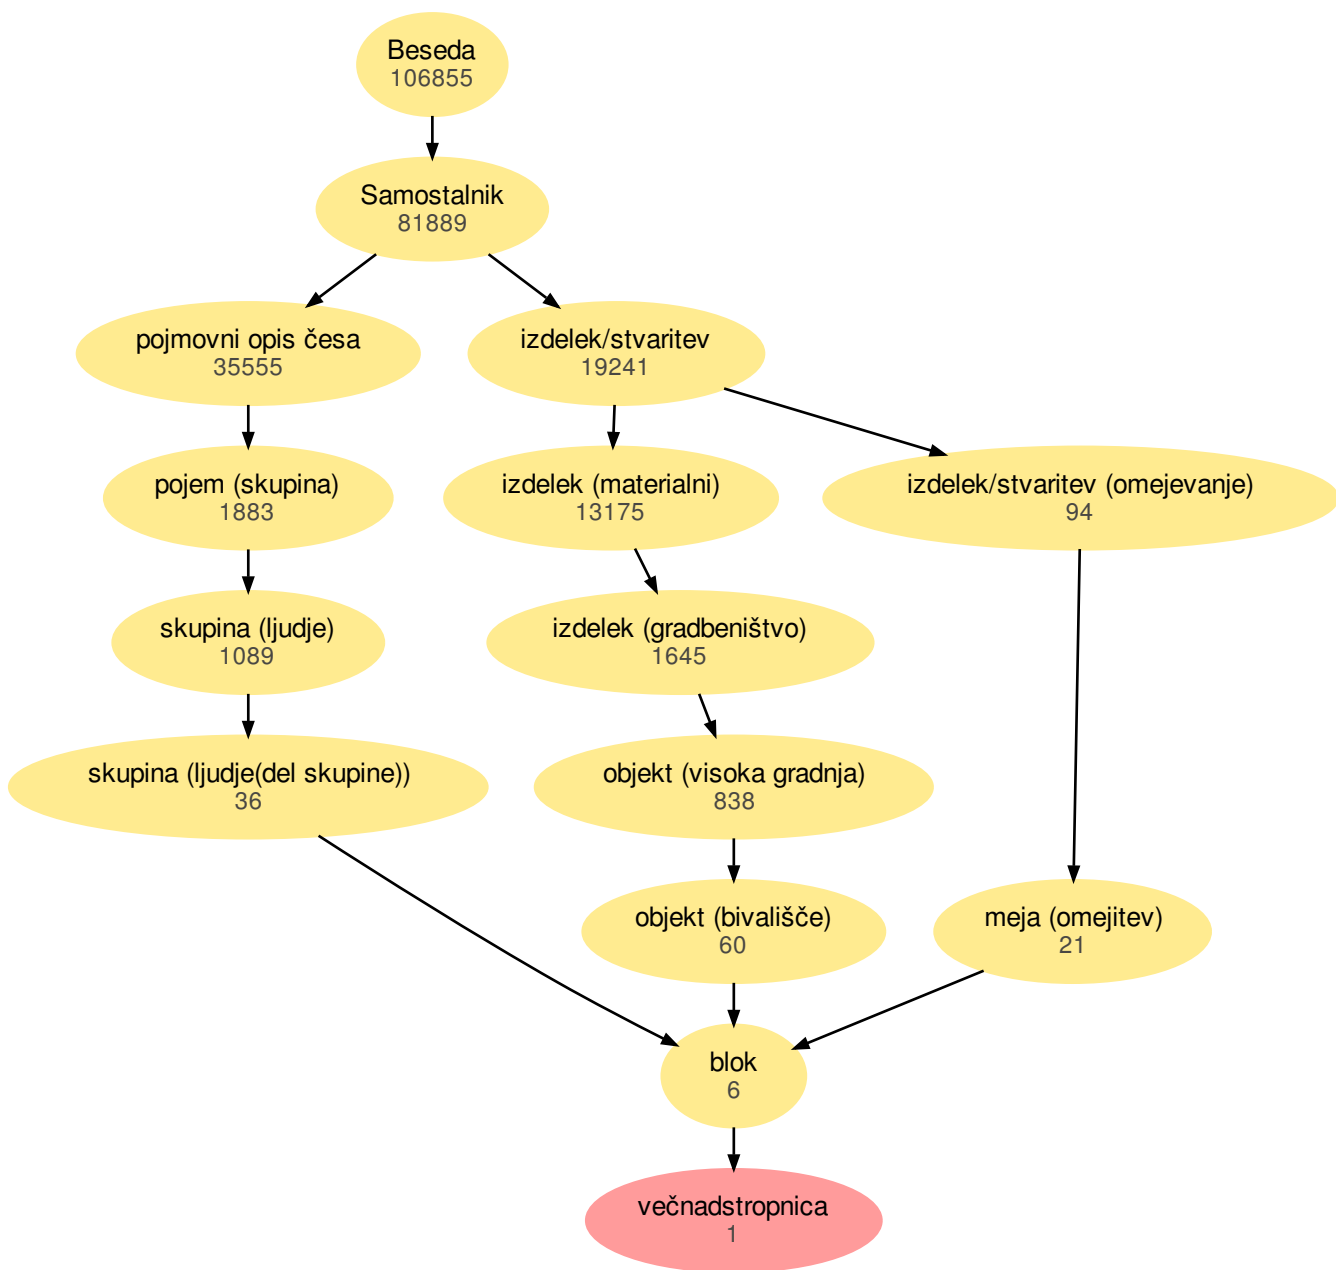 Beseda
106855
Samostalnik
81889
pojmovni opis česa
35555
izdelek/stvaritev
19241
pojem (skupina)
1883
izdelek (materialni)
13175
izdelek/stvaritev (omejevanje)
94
skupina (ljudje)
1089
izdelek (gradbeništvo)
1645
skupina (ljudje(del skupine))
36
objekt (visoka gradnja)
838
objekt (bivališče)
60
meja (omejitev)
21
blok
6
večnadstropnica
1